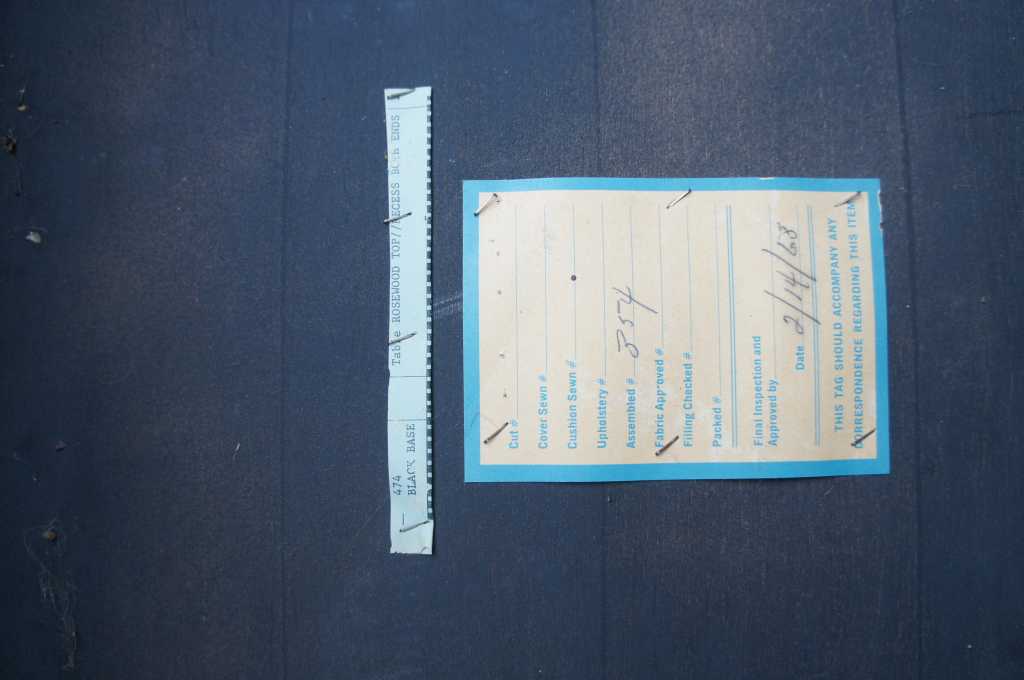 Table ROSEWOOD TOP//RECESS BOTH ENDS
474
BLACK BASE
Cut #
Cover Sewn #
Cushion Sewn #
Upholstery #
Assembled # 554
Fabric Approved #
Filling Checked #
Packed #
Final Inspection and
Approved by
Date 2/14/68
THIS TAG SHOULD ACCOMPANY ANY
CORRESPONDENCE REGARDING THIS ITEM